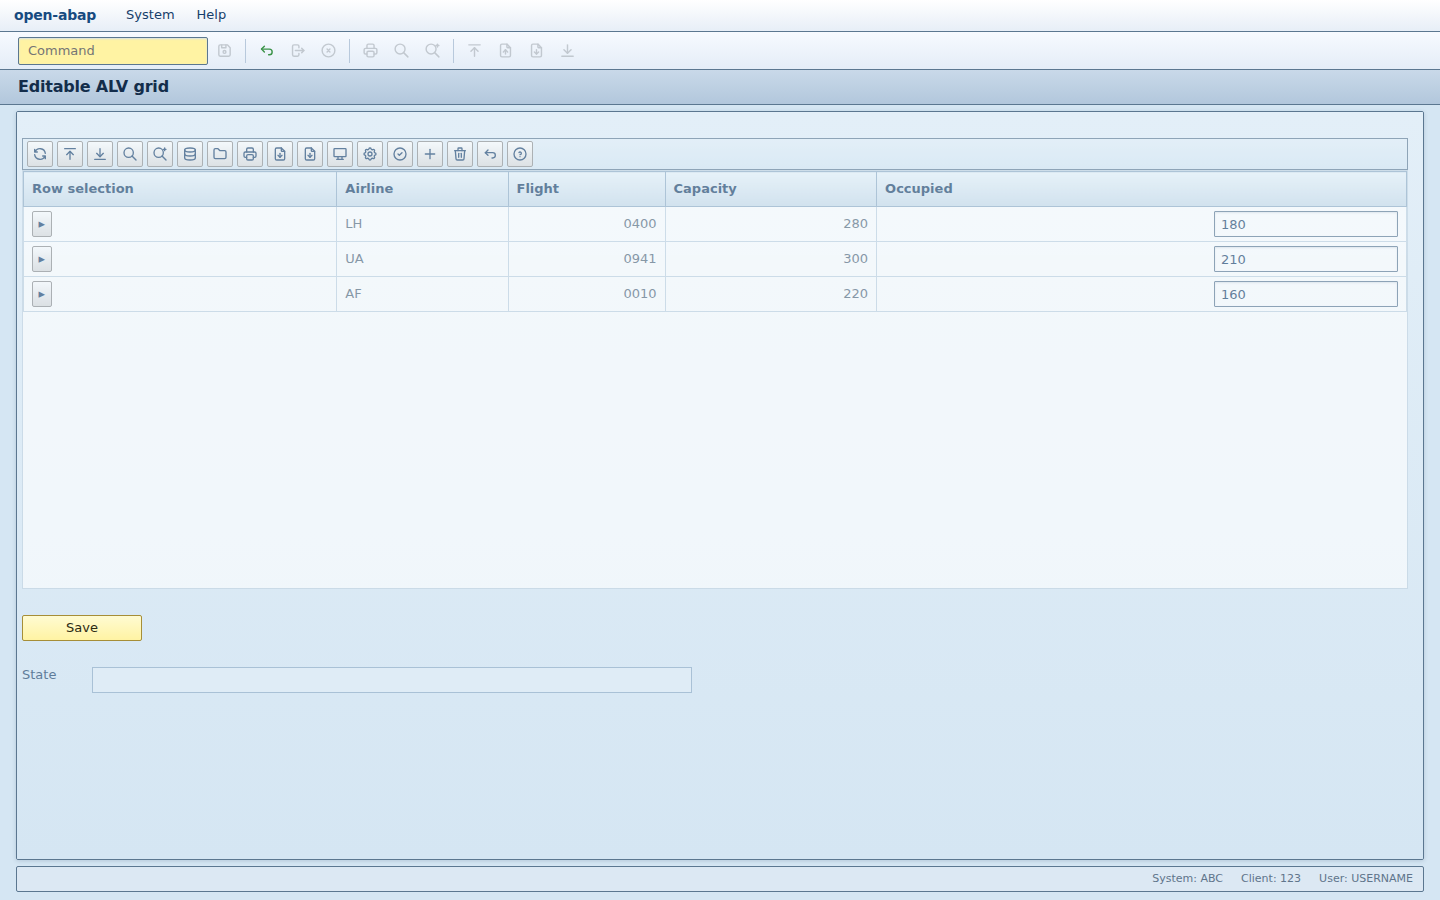 open-abap System Help
Command
Editable ALV grid
Row selection Airline Flight Capacity Occupied
LH 0400 280 180
UA 0941 300 210
AF 0010 220 160
Save
State
System: ABC Client: 123 User: USERNAME